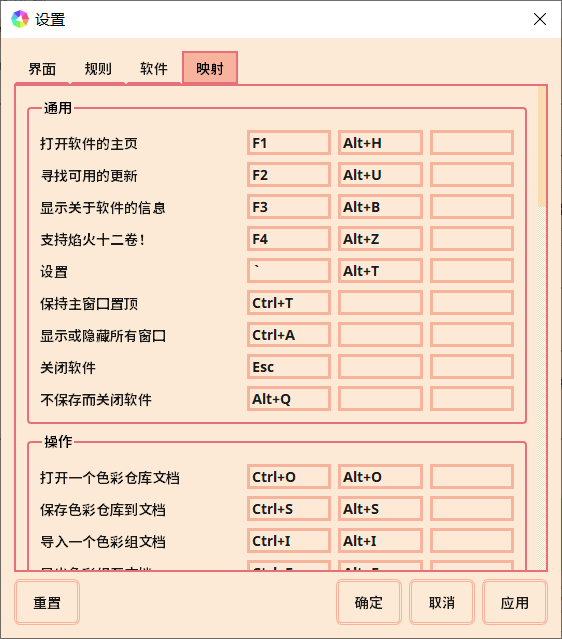 设置
界面 规则 软件 映射
通用
打开软件的主页 F1 Alt+H
寻找可用的更新 F2 Alt+U
显示关于软件的信息 F3 Alt+B
支持焰火十二卷! F4 Alt+Z
设置 ` Alt+T
保持主窗口置顶 Ctrl+T
显示或隐藏所有窗口 Ctrl+A
关闭软件 Esc
不保存而关闭软件 Alt+Q
操作
打开一个色彩仓库文档 Ctrl+O Alt+O
保存色彩仓库到文档 Ctrl+S Alt+S
导入一个色彩组文档 Ctrl+I Alt+I
重置 确定 取消 应用